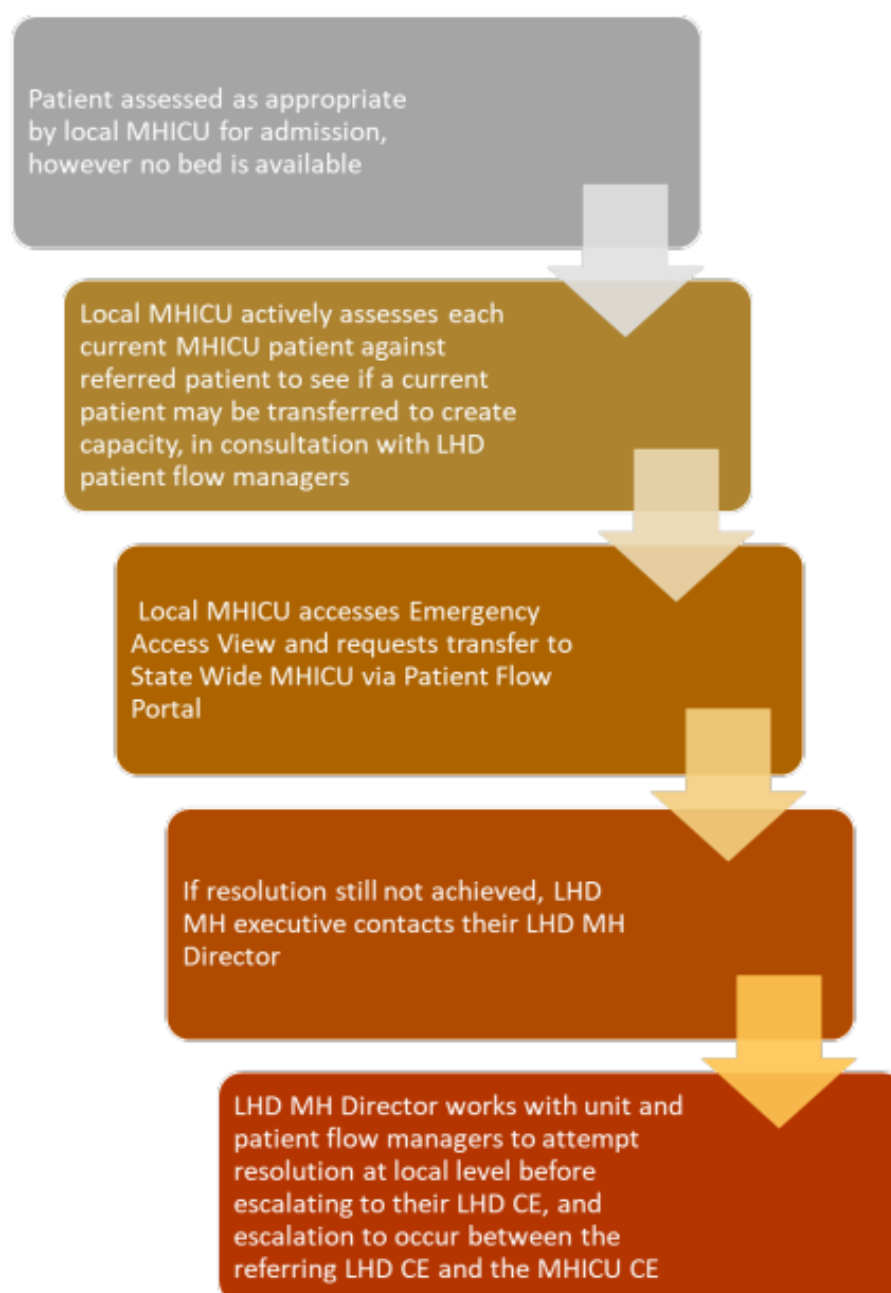 Patient assessed as appropriate
by local MHICU for admission,
however no bed is available
Local MHICU actively assesses each
current MHICU patient against
referred patient to see if a current
patient may be transferred to create
capacity, in consultation with LHD
patient flow managers
Local MHICU accesses Emergency
Access View and requests transfer to
State Wide MHICU via Patient Flow
Portal
If resolution still not achieved, LHD
MH executive contacts their LHD MH
Director
LHD MH Director works with unit and
patient flow managers to attempt
resolution at local level before
escalating to their LHD CE, and
escalation to occur between the
referring LHD CE and the MHICU CE